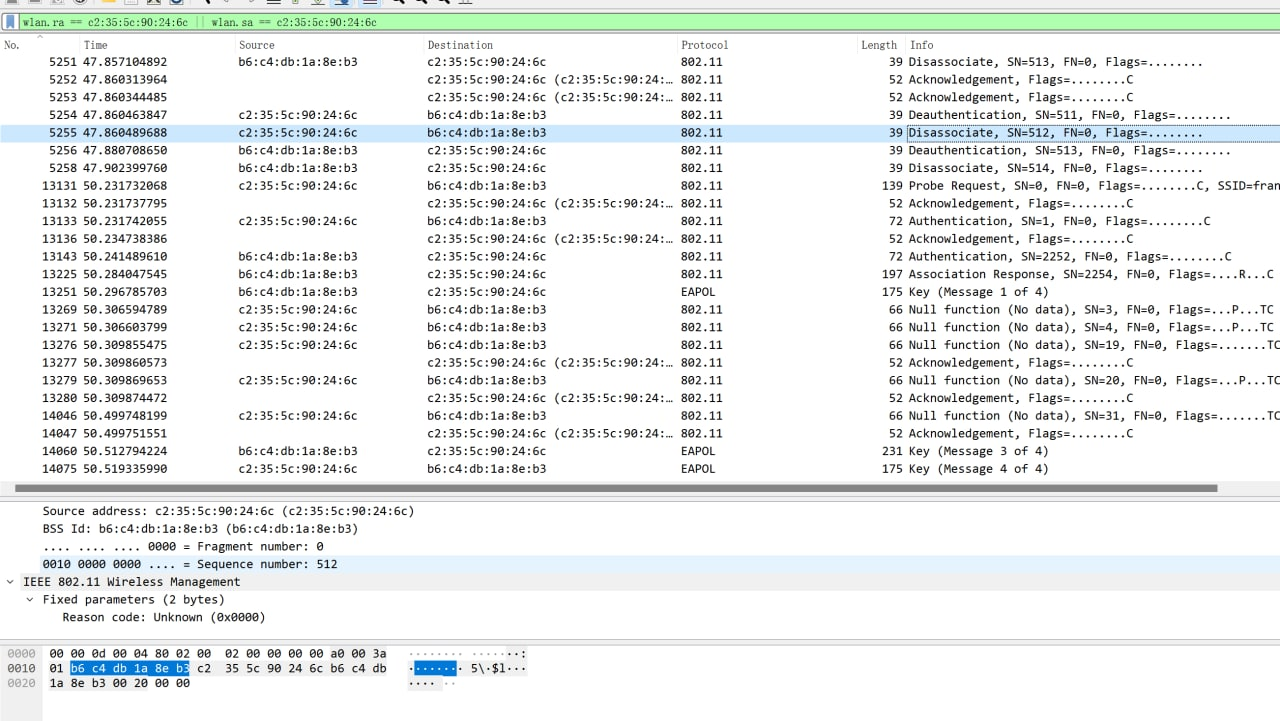 wlan.ra == c2:35:5c:90:24:6c || wlan.sa == c2:35:5c:90:24:6c
No. Time Source Destination Protocol Length Info
5251 47.857104892 b6:c4:db:1a:8e:b3 c2:35:5c:90:24:6c 802.11 39 Disassociate, SN=513, FN=0, Flags=........
5252 47.860313964 c2:35:5c:90:24:6c (c2:35:5c:90:24:… 802.11 52 Acknowledgement, Flags=........C
5253 47.860344485 c2:35:5c:90:24:6c (c2:35:5c:90:24:… 802.11 52 Acknowledgement, Flags=........C
5254 47.860463847 c2:35:5c:90:24:6c b6:c4:db:1a:8e:b3 802.11 39 Deauthentication, SN=511, FN=0, Flags=........
5255 47.860489688 c2:35:5c:90:24:6c b6:c4:db:1a:8e:b3 802.11 39 Disassociate, SN=512, FN=0, Flags=........
5256 47.880708650 b6:c4:db:1a:8e:b3 c2:35:5c:90:24:6c 802.11 39 Deauthentication, SN=513, FN=0, Flags=........
5258 47.902399760 b6:c4:db:1a:8e:b3 c2:35:5c:90:24:6c 802.11 39 Disassociate, SN=514, FN=0, Flags=........
13131 50.231732068 c2:35:5c:90:24:6c b6:c4:db:1a:8e:b3 802.11 139 Probe Request, SN=0, FN=0, Flags=........C, SSID=fran
13132 50.231737795 c2:35:5c:90:24:6c (c2:35:5c:90:24:… 802.11 52 Acknowledgement, Flags=........C
13133 50.231742055 c2:35:5c:90:24:6c b6:c4:db:1a:8e:b3 802.11 72 Authentication, SN=1, FN=0, Flags=........C
13136 50.234738386 c2:35:5c:90:24:6c (c2:35:5c:90:24:… 802.11 52 Acknowledgement, Flags=........C
13143 50.241489610 b6:c4:db:1a:8e:b3 c2:35:5c:90:24:6c 802.11 72 Authentication, SN=2252, FN=0, Flags=........C
13225 50.284047545 b6:c4:db:1a:8e:b3 c2:35:5c:90:24:6c 802.11 197 Association Response, SN=2254, FN=0, Flags=....R...C
13251 50.296785703 b6:c4:db:1a:8e:b3 c2:35:5c:90:24:6c EAPOL 175 Key (Message 1 of 4)
13269 50.306594789 c2:35:5c:90:24:6c b6:c4:db:1a:8e:b3 802.11 66 Null function (No data), SN=3, FN=0, Flags=...P...TC
13271 50.306603799 c2:35:5c:90:24:6c b6:c4:db:1a:8e:b3 802.11 66 Null function (No data), SN=4, FN=0, Flags=...P...TC
13276 50.309855475 c2:35:5c:90:24:6c b6:c4:db:1a:8e:b3 802.11 66 Null function (No data), SN=19, FN=0, Flags=.......TC
13277 50.309860573 c2:35:5c:90:24:6c (c2:35:5c:90:24:… 802.11 52 Acknowledgement, Flags=........C
13279 50.309869653 c2:35:5c:90:24:6c b6:c4:db:1a:8e:b3 802.11 66 Null function (No data), SN=20, FN=0, Flags=...P...TC
13280 50.309874472 c2:35:5c:90:24:6c (c2:35:5c:90:24:… 802.11 52 Acknowledgement, Flags=........C
14046 50.499748199 c2:35:5c:90:24:6c b6:c4:db:1a:8e:b3 802.11 66 Null function (No data), SN=31, FN=0, Flags=.......TC
14047 50.499751551 c2:35:5c:90:24:6c (c2:35:5c:90:24:… 802.11 52 Acknowledgement, Flags=........C
14060 50.512794224 b6:c4:db:1a:8e:b3 c2:35:5c:90:24:6c EAPOL 231 Key (Message 3 of 4)
14075 50.519335990 c2:35:5c:90:24:6c b6:c4:db:1a:8e:b3 EAPOL 175 Key (Message 4 of 4)
Source address: c2:35:5c:90:24:6c (c2:35:5c:90:24:6c)
BSS Id: b6:c4:db:1a:8e:b3 (b6:c4:db:1a:8e:b3)
.... .... .... 0000 = Fragment number: 0
0010 0000 0000 .... = Sequence number: 512
IEEE 802.11 Wireless Management
Fixed parameters (2 bytes)
Reason code: Unknown (0x0000)
0000 00 00 0d 00 04 80 02 00 02 00 00 00 00 a0 00 3a ········ ·······:
0010 01 b6 c4 db 1a 8e b3 c2 35 5c 90 24 6c b6 c4 db ········ 5\·$l···
0020 1a 8e b3 00 20 00 00 ···· ··